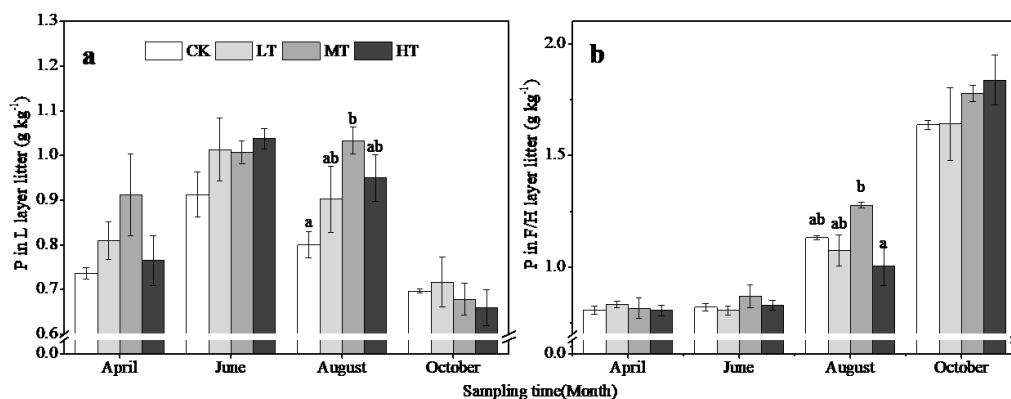 a
CK LT MT HT
P in L layer litter (g kg⁻¹)
1.3
1.2
1.1
1.0
0.9
0.8
0.7
0.6
0.0
a
ab
b
ab
April June August October
b
P in F/H layer litter (g kg⁻¹)
2.0
1.5
1.0
0.0
ab
ab
b
a
April June August October
Sampling time(Month)